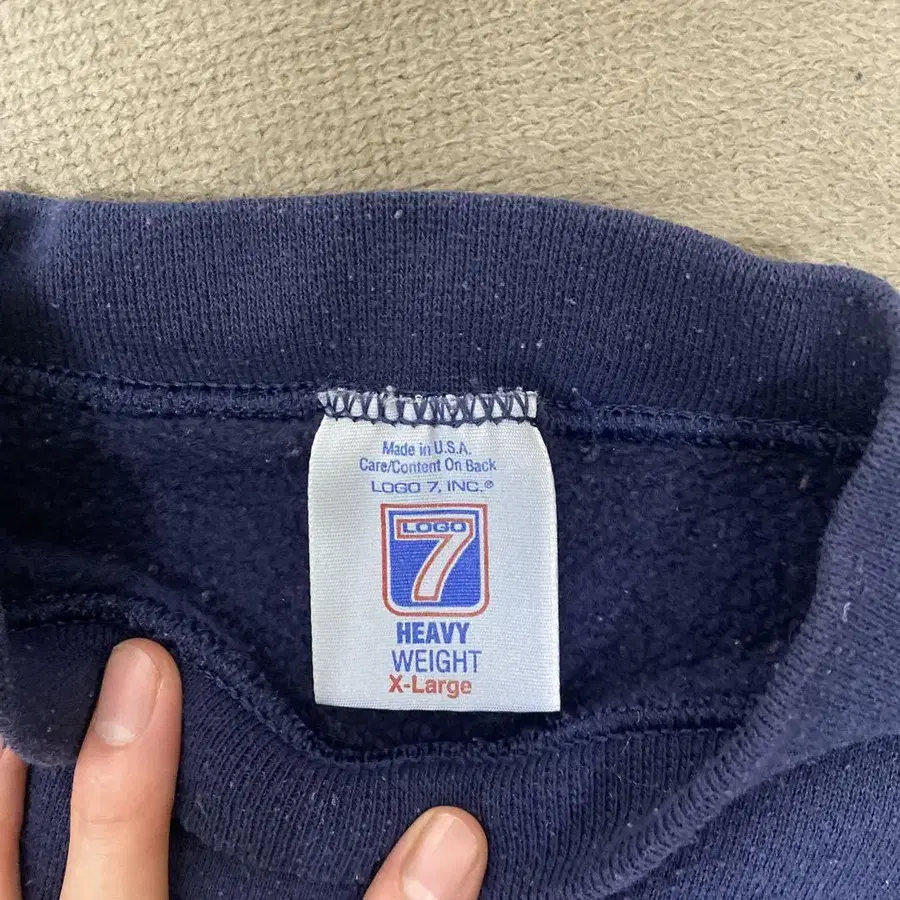 Made in U.S.A.
Care/Content On Back
LOGO 7, INC.®
LOGO
7
HEAVY
WEIGHT
X-Large